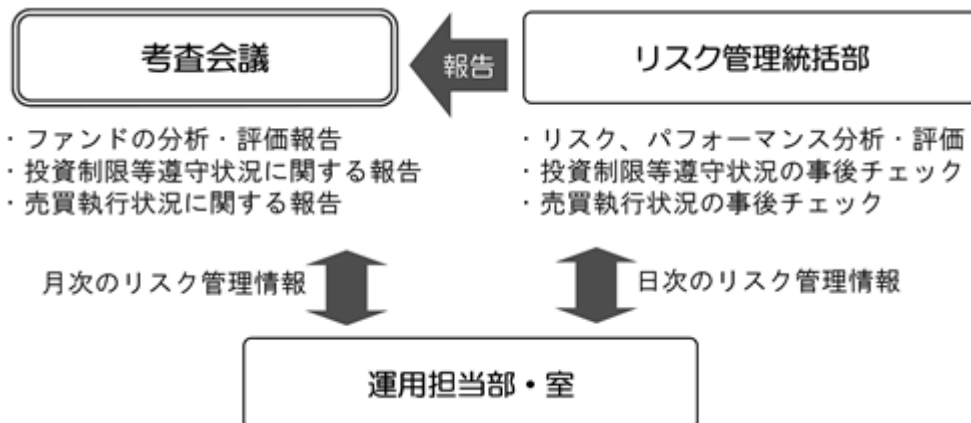 考査会議
報告
リスク管理統括部
・ファンドの分析・評価報告
・投資制限等遵守状況に関する報告
・売買執行状況に関する報告
・リスク、パフォーマンス分析・評価
・投資制限等遵守状況の事後チェック
・売買執行状況の事後チェック
月次のリスク管理情報
日次のリスク管理情報
運用担当部・室